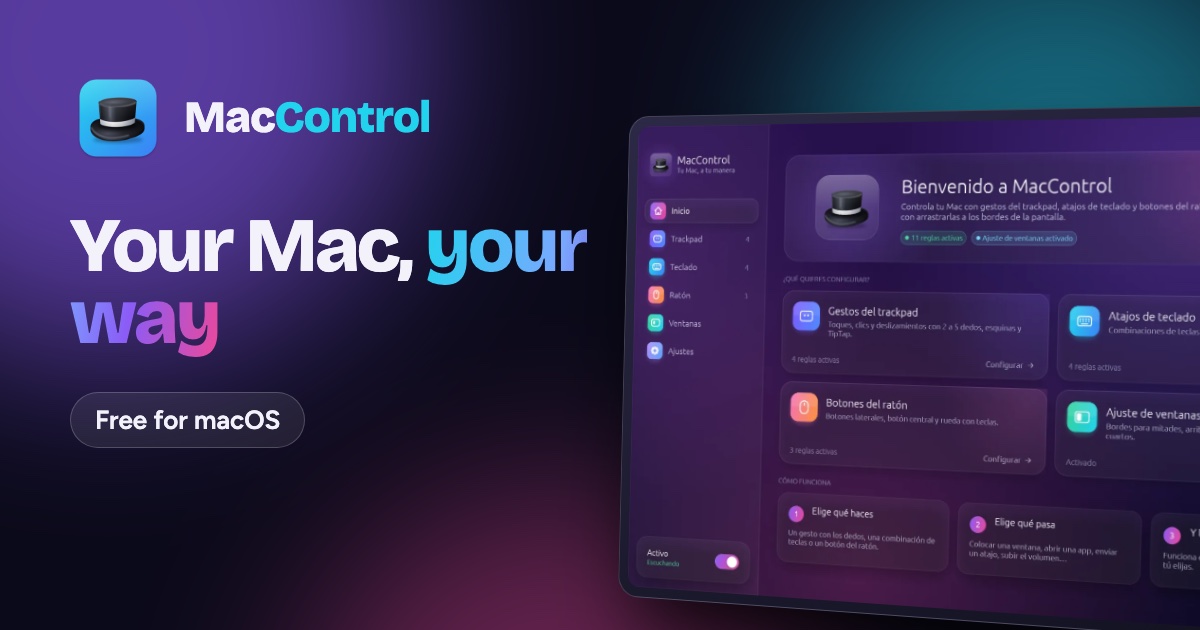 MacControl
Your Mac, your
way
Free for macOS
MacControl
Tu Mac, a tu manera
Inicio
Trackpad 4
Teclado 4
Ratón 3
Ventanas
Ajustes
Activo
Escuchando
Bienvenido a MacControl
Controla tu Mac con gestos del trackpad, atajos de teclado y botones del
con arrastrarlas a los bordes de la pantalla.
11 reglas activas
Ajuste de ventanas activado
¿QUÉ QUIERES CONFIGURAR?
Gestos del trackpad
Toques, clics y deslizamientos con 2 a 5 dedos, esquinas y
TipTap.
4 reglas activas
Configurar →
Atajos de teclado
Combinaciones de
4 reglas activas
Botones del ratón
Botones laterales, botón central y rueda con teclas.
3 reglas activas
Configurar →
Ajuste de ventanas
Bordes para mitades,
cuartos.
Activado
CÓMO FUNCIONA
1 Elige qué haces
Un gesto con los dedos, una combinación de
teclas o un botón del ratón.
2 Elige qué pasa
Colocar una ventana, abrir una app, enviar
un atajo, subir el volumen...
3 Y
Funciona
tú elijas.